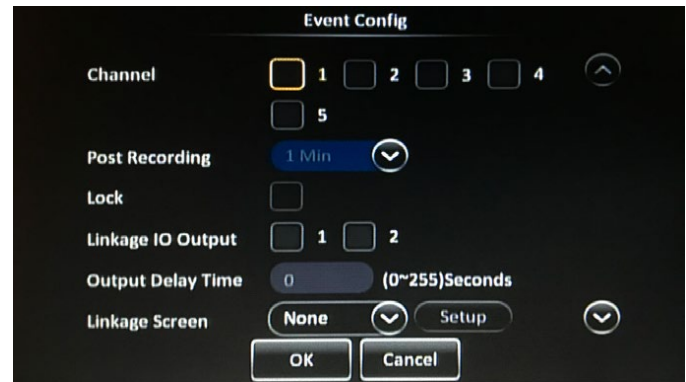 Event Config
Channel 1 2 3 4
5
Post Recording 1 Min
Lock
Linkage IO Output 1 2
Output Delay Time 0 (0~255)Seconds
Linkage Screen None Setup
OK Cancel